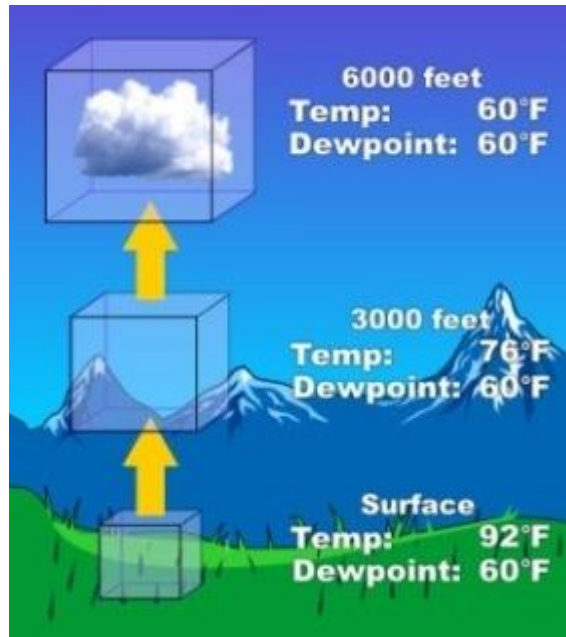 6000 feet
Temp: 60°F
Dewpoint: 60°F
3000 feet
Temp: 76°F
Dewpoint: 60°F
Surface
Temp: 92°F
Dewpoint: 60°F